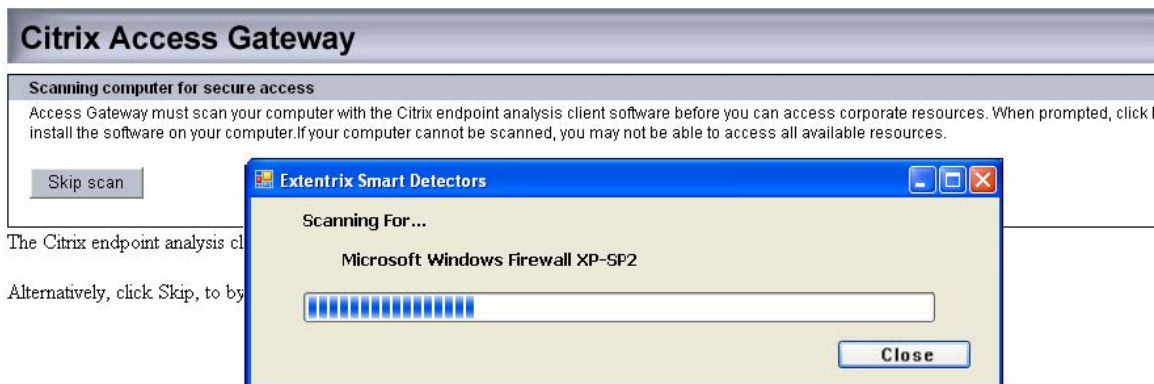 Citrix Access Gateway
Scanning computer for secure access
Access Gateway must scan your computer with the Citrix endpoint analysis client software before you can access corporate resources. When prompted, click
install the software on your computer.If your computer cannot be scanned, you may not be able to access all available resources.
Skip scan
Extentrix Smart Detectors
Scanning For...
The Citrix endpoint analysis
Microsoft Windows Firewall XP-SP2
Alternatively, click Skip, to
Close